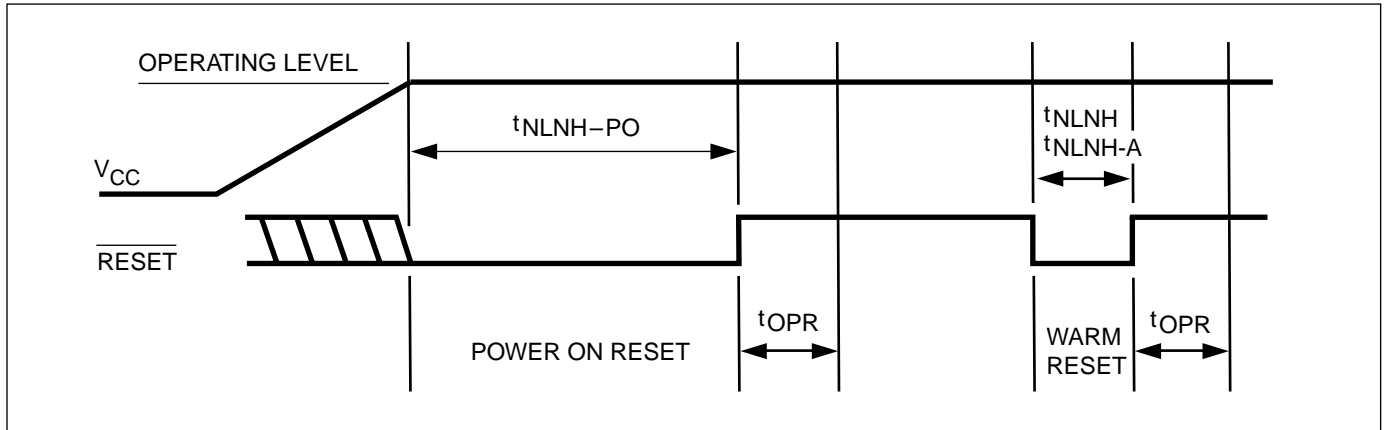 OPERATING LEVEL
tNLNH–PO
tNLNH
tNLNH-A
VCC
RESET
tOPR
tOPR
POWER ON RESET
WARM
RESET